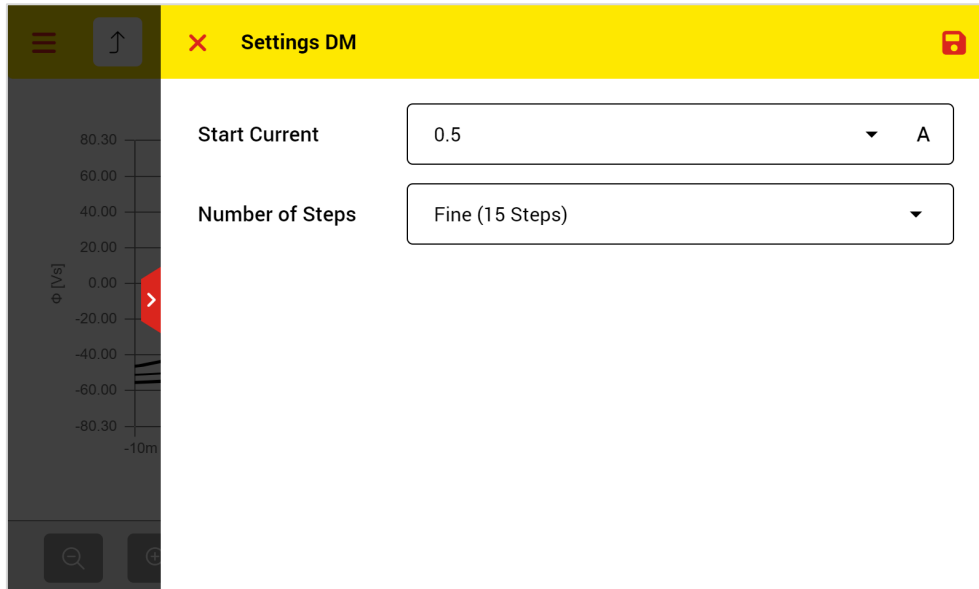 Settings DM
Start Current
0.5
A
Number of Steps
Fine (15 Steps)
80.30
60.00
40.00
20.00
0.00
-20.00
-40.00
-60.00
-80.30
Φ [Vs]
-10m